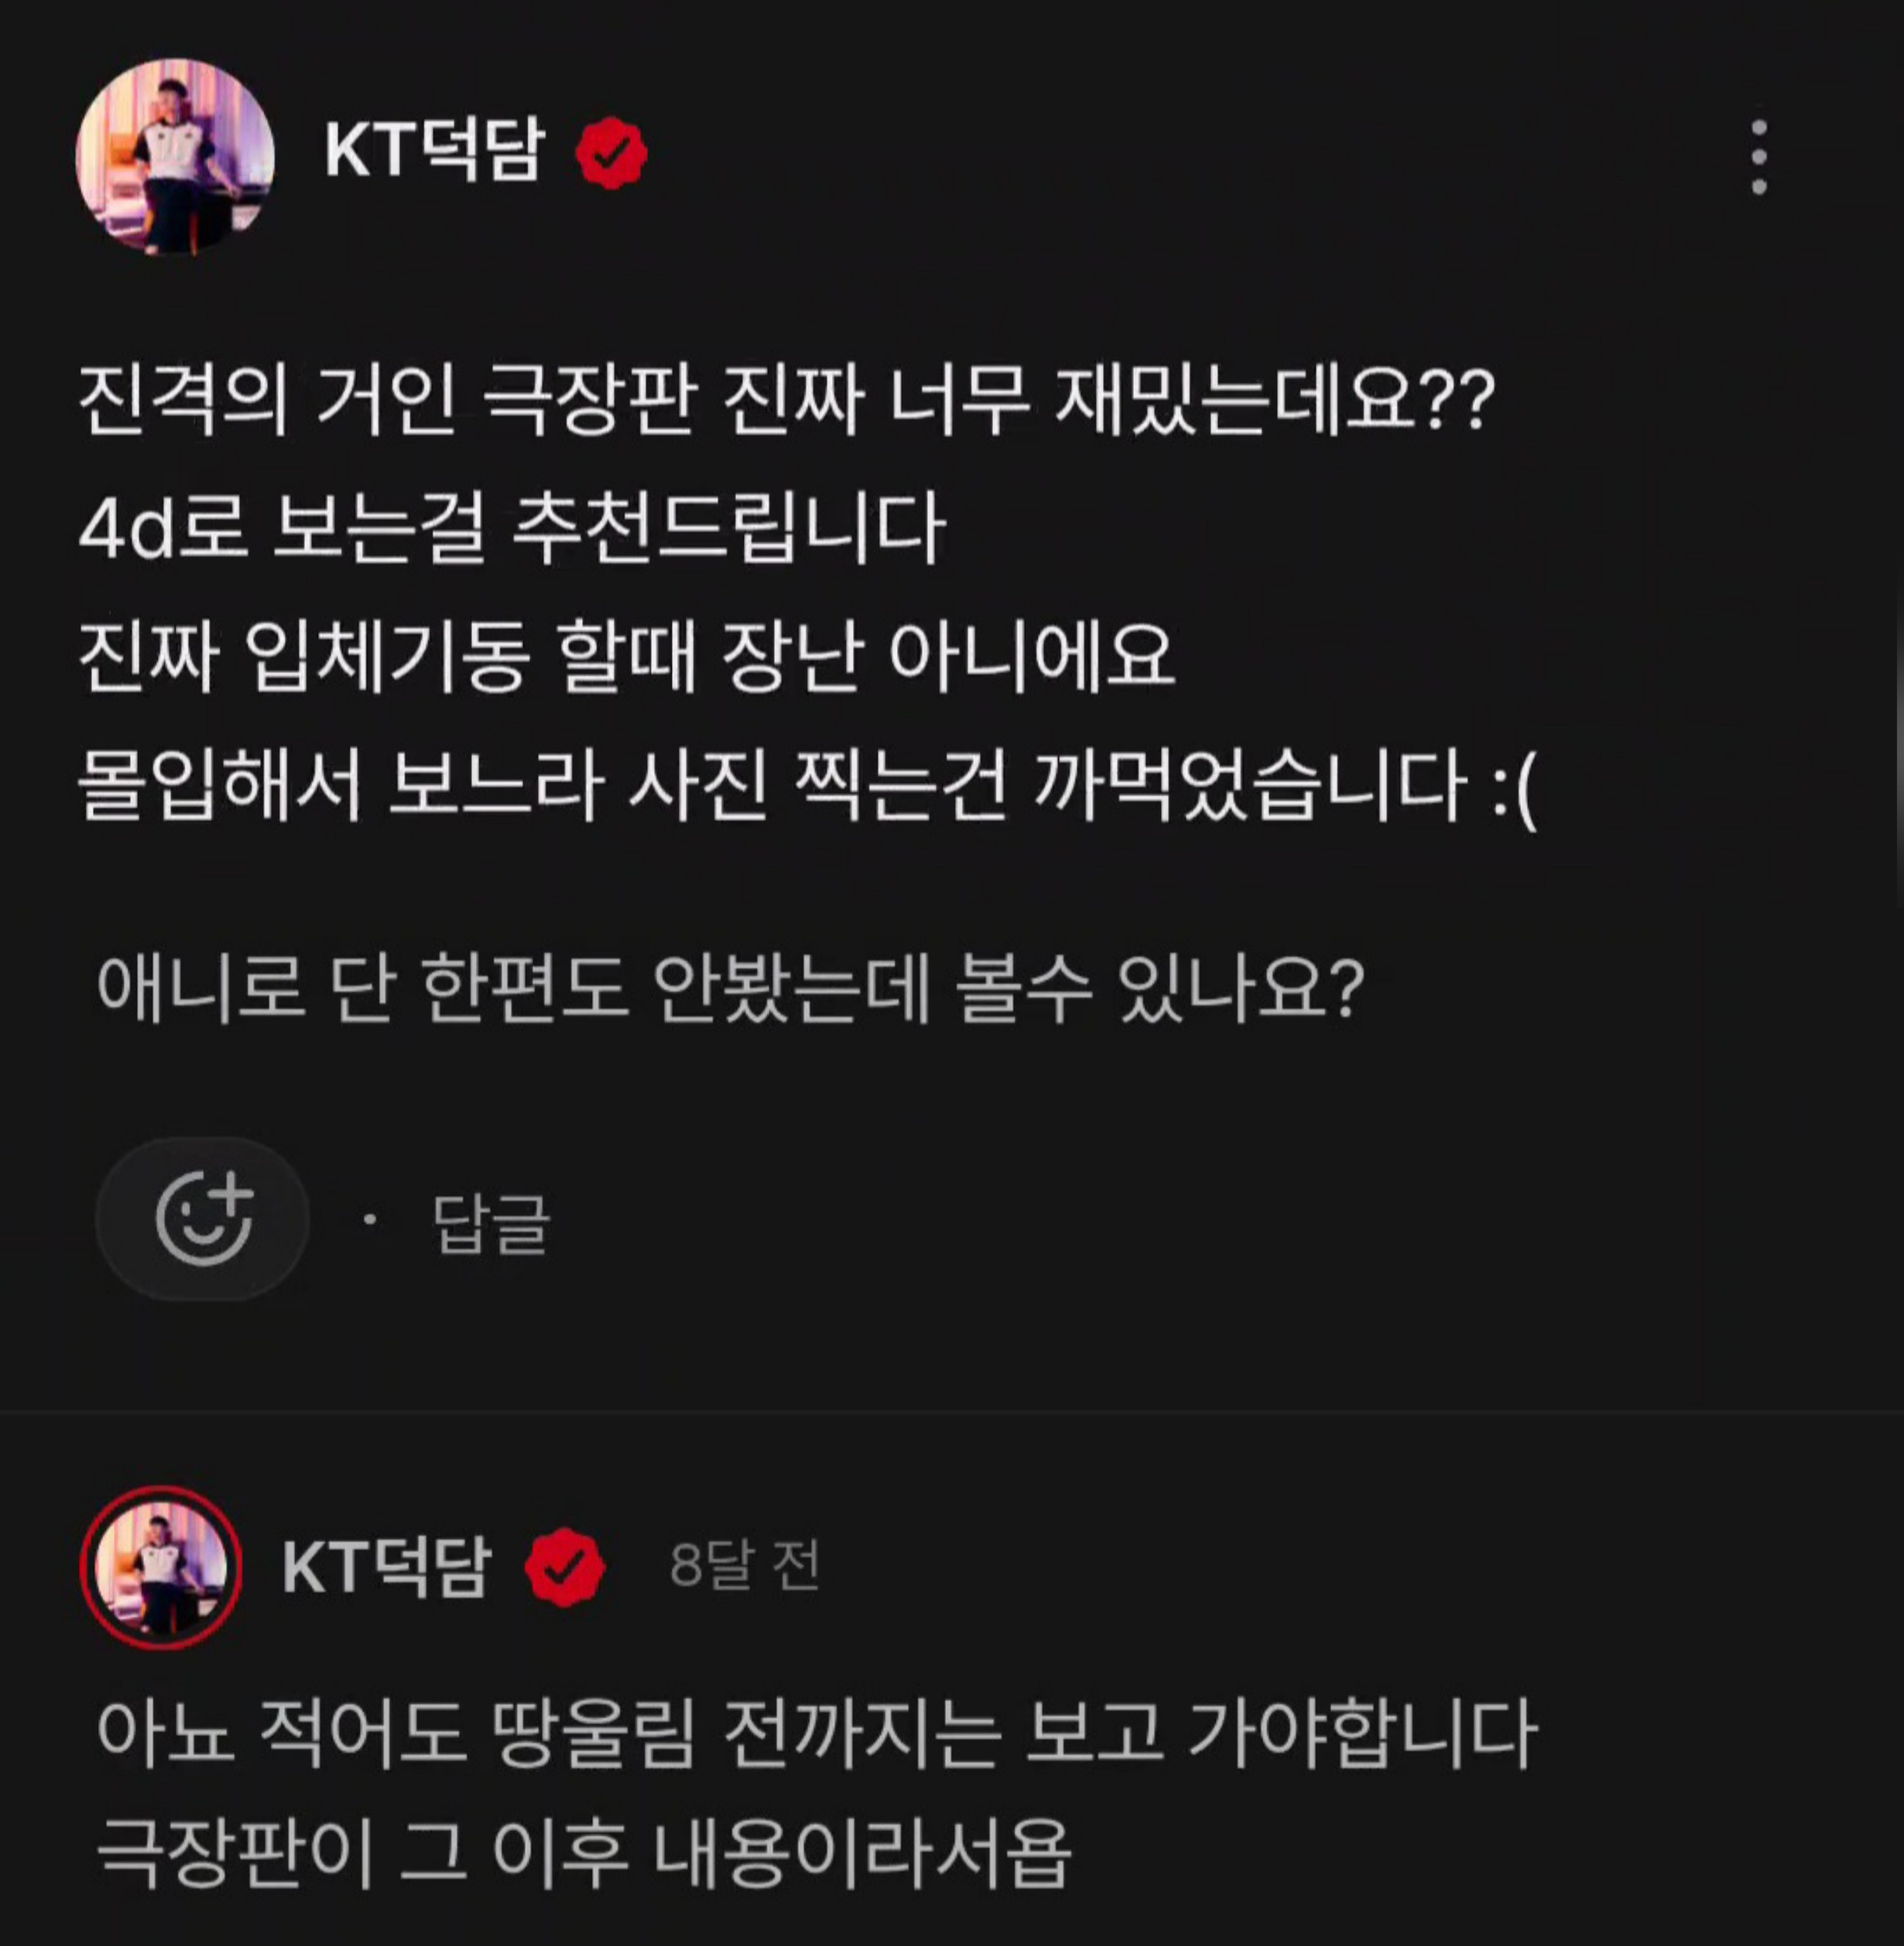 KT덕담
진격의 거인 극장판 진짜 너무 재밌는데요??
4d로 보는걸 추천드립니다
진짜 입체기동 할때 장난 아니에요
몰입해서 보느라 사진 찍는건 까먹었습니다 :(
애니로 단 한편도 안봤는데 볼수 있나요?
· 답글
KT덕담 8달 전
아뇨 적어도 땅울림 전까지는 보고 가야합니다
극장판이 그 이후 내용이라서욥